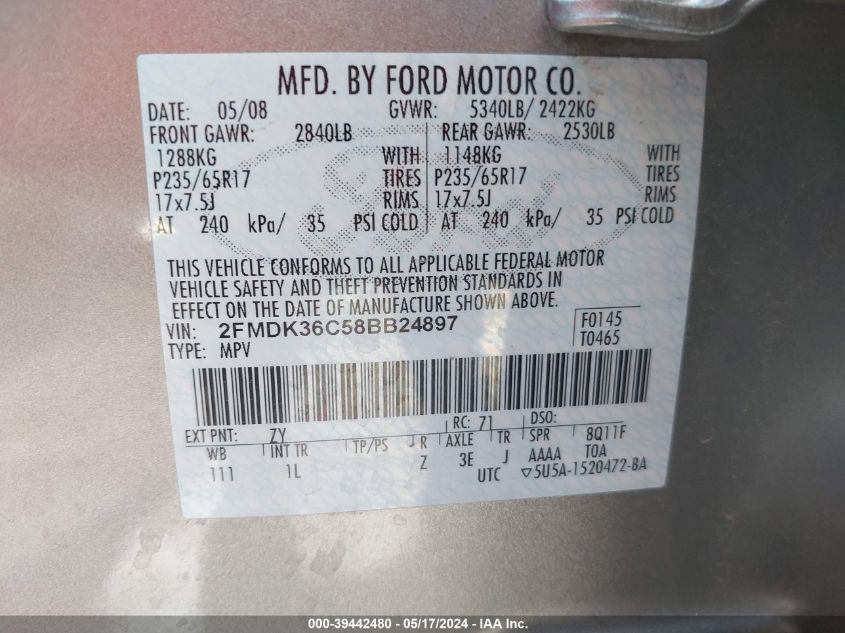 MFD. BY FORD MOTOR CO.
DATE: 05/08 GVWR: 5340LB/ 2422KG
FRONT GAWR: 2840LB REAR GAWR: 2530LB
1288KG WITH 1148KG WITH
P235/65R17 TIRES P235/65R17 TIRES
17x7.5J RIMS 17x7.5J RIMS
AT 240 kPa/ 35 PSI COLD AT 240 kPa/ 35 PSI COLD
THIS VEHICLE CONFORMS TO ALL APPLICABLE FEDERAL MOTOR
VEHICLE SAFETY AND THEFT PREVENTION STANDARDS IN
EFFECT ON THE DATE OF MANUFACTURE SHOWN ABOVE.
VIN: 2FMDK36C58BB24897 F0145
TYPE: MPV T0465
EXT PNT: ZY RC: 71 DSO:
WB INT TR TP/PS R AXLE TR SPR 8Q11F
111 1L Z 3E J AAAA TOA
UTC ▽5U5A-1520472-BA
000-39442480 - 05/17/2024 - IAA Inc.